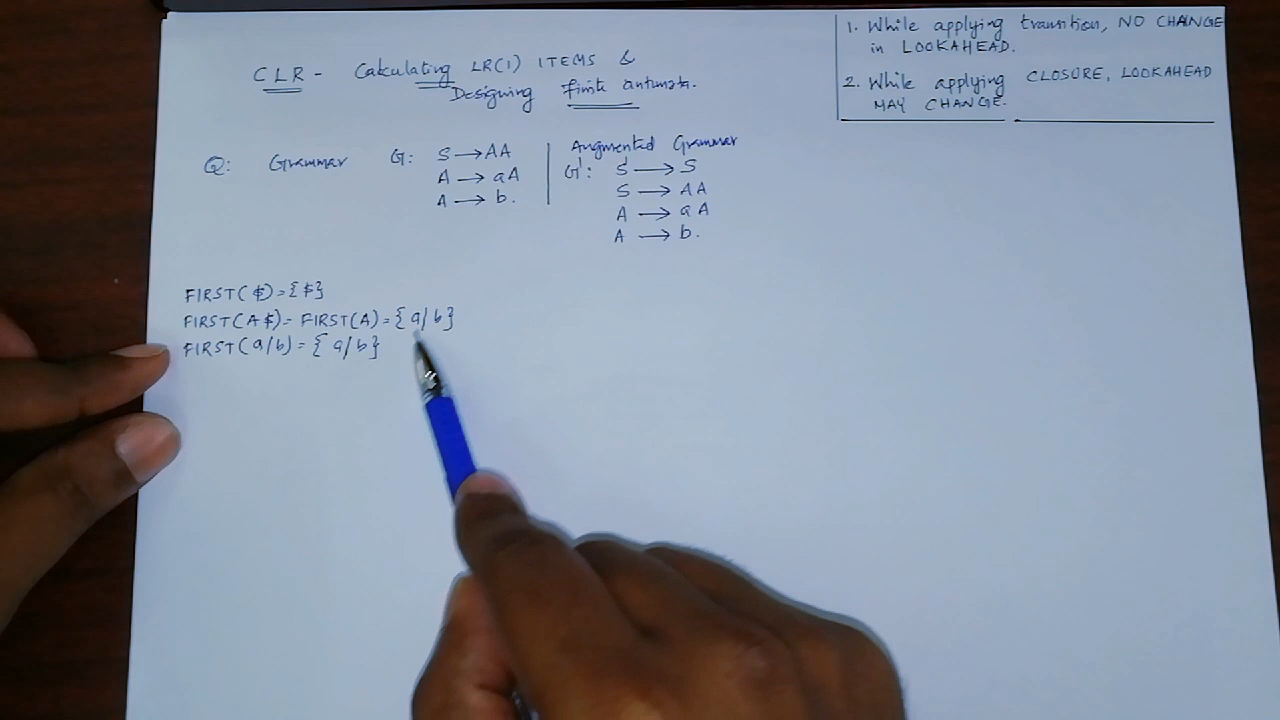 CLR - Calculating LR(1) ITEMS &
Designing finite automata.
1. While applying transition, NO CHANGE
in LOOKAHEAD.
2. While applying CLOSURE, LOOKAHEAD
MAY CHANGE.
Q: Grammar G: S → AA
A → aA
A → b.
Augmented Grammar
G': S' → S
S → AA
A → aA
A → b.
FIRST($) = {$}
FIRST(A$) = FIRST(A) = {a/b}
FIRST(a/b) = {a/b}